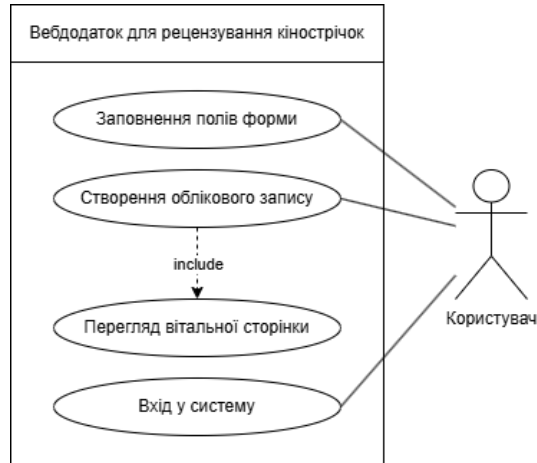 Вебдодаток для рецензування кінострічок
Заповнення полів форми
Створення облікового запису
include
Перегляд вітальної сторінки
Вхід у систему
Користувач